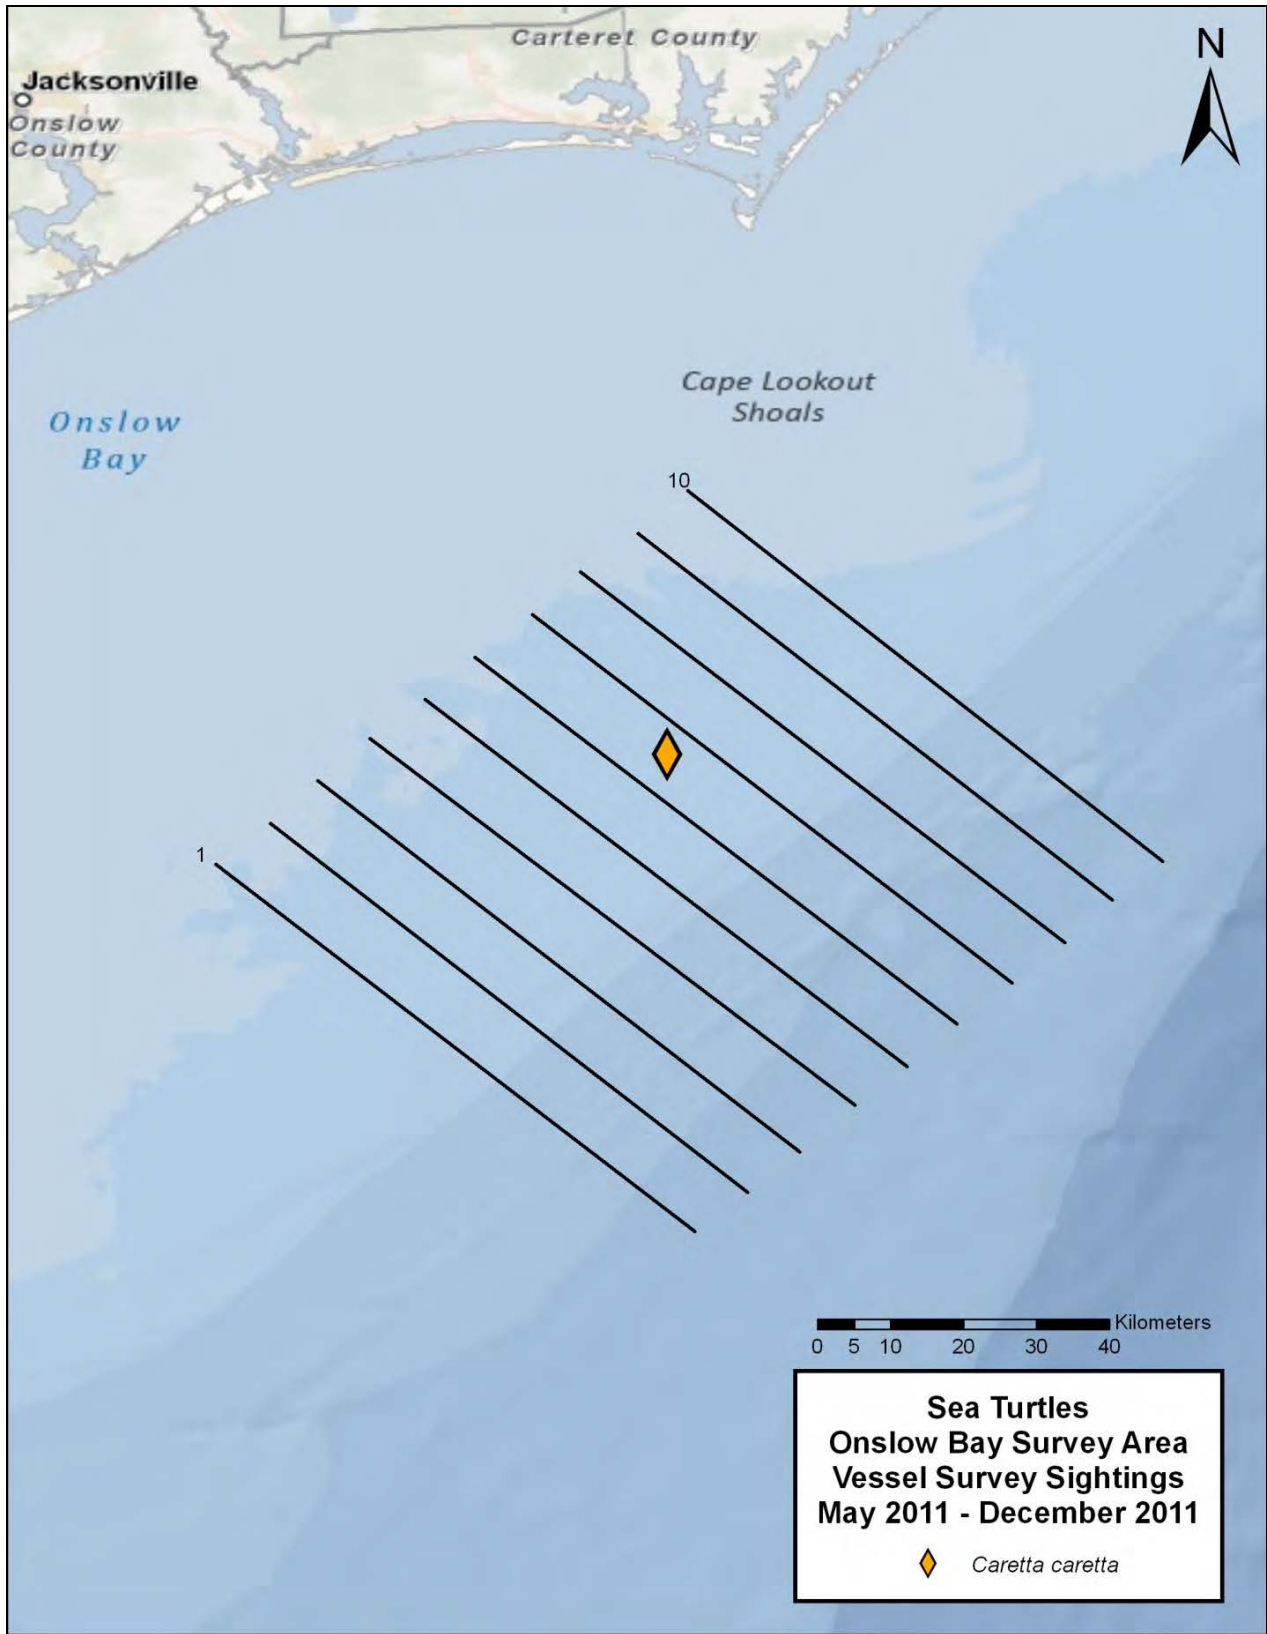 Carteret County
N
Jacksonville
Onslow
County
Cape Lookout
Shoals
Onslow
Bay
10
1
Kilometers
0 5 10 20 30 40
Sea Turtles
Onslow Bay Survey Area
Vessel Survey Sightings
May 2011 - December 2011
Caretta caretta